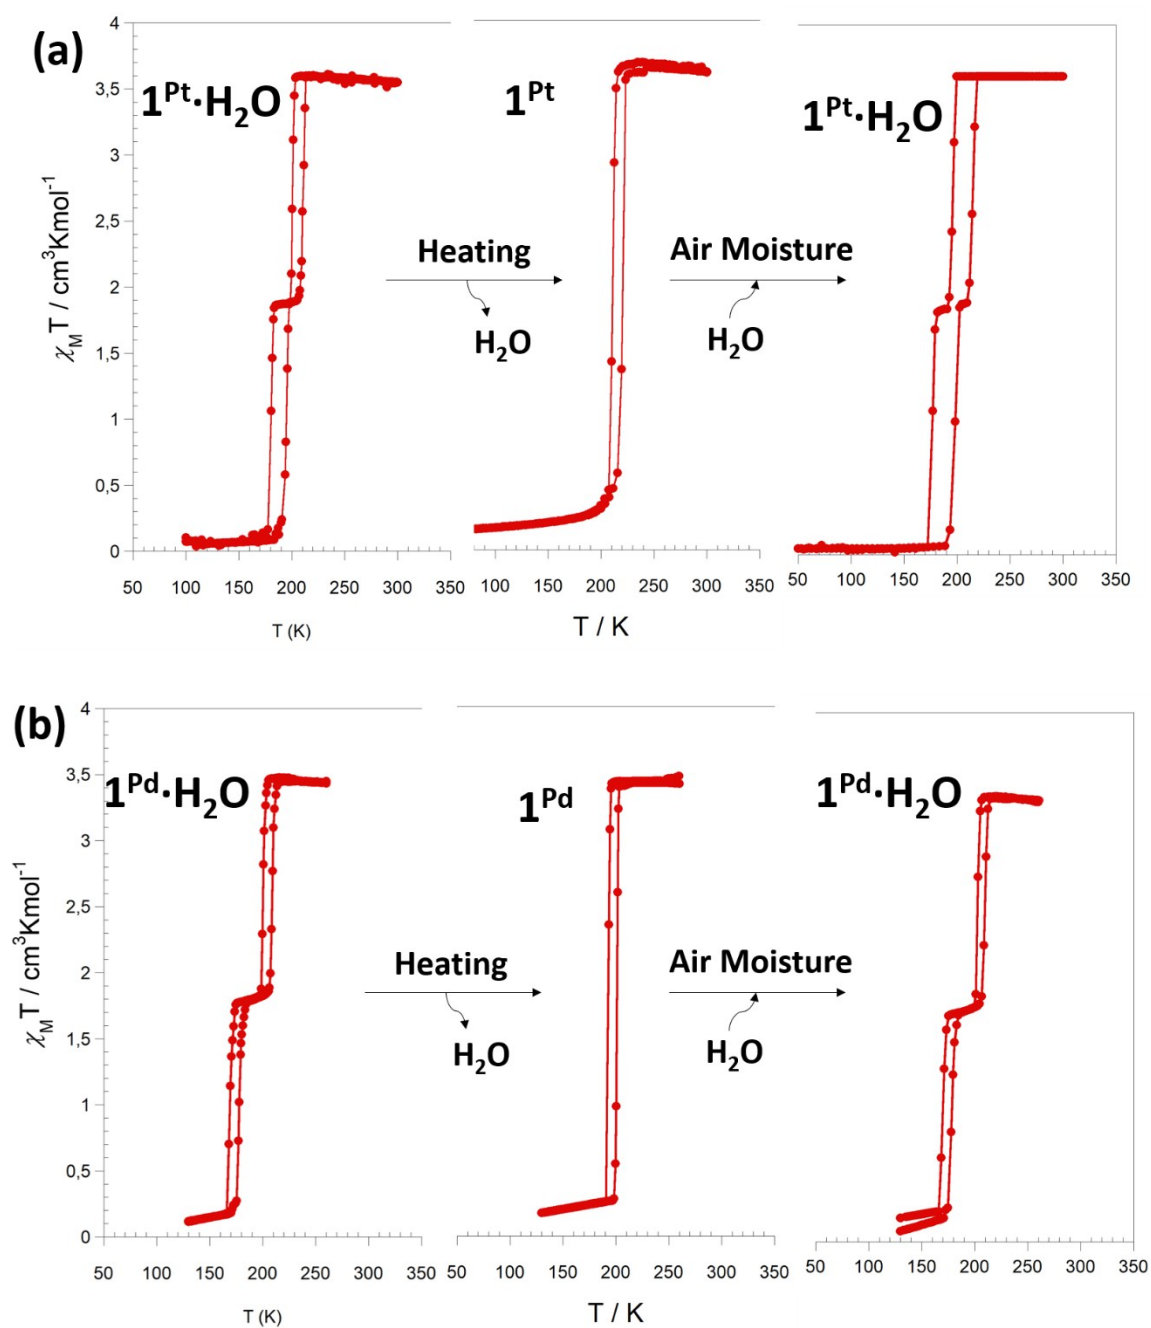 (a)
4
3,5
3
2,5
2
1,5
1
0,5
0
χ_M T / cm³Kmol⁻¹
1ᴾᵗ·H₂O
1ᴾᵗ
1ᴾᵗ·H₂O
Heating
H₂O
Air Moisture
H₂O
50 100 150 200 250 300 350
100 150 200 250 300 350
50 100 150 200 250 300 350
T (K)
T / K
(b)
4
3,5
3
2,5
2
1,5
1
0,5
0
χ_M T / cm³Kmol⁻¹
1ᴾᵈ·H₂O
1ᴾᵈ
1ᴾᵈ·H₂O
Heating
H₂O
Air Moisture
H₂O
50 100 150 200 250 300 350
50 100 150 200 250 300 350
50 100 150 200 250 300 350
T (K)
T / K